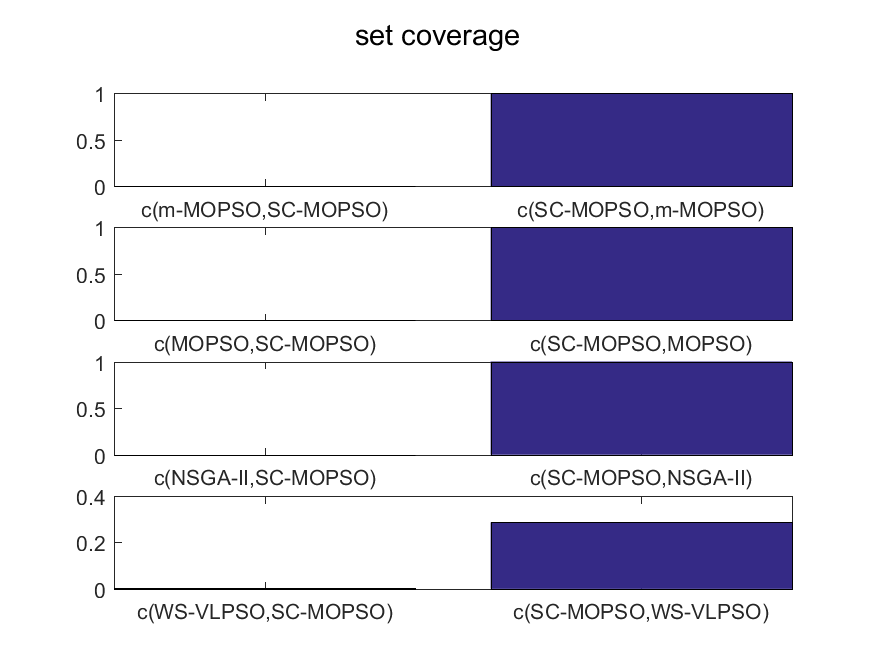 set coverage
1
0.5
0
c(m-MOPSO,SC-MOPSO) c(SC-MOPSO,m-MOPSO)
1
0.5
0
c(MOPSO,SC-MOPSO) c(SC-MOPSO,MOPSO)
1
0.5
0
c(NSGA-II,SC-MOPSO) c(SC-MOPSO,NSGA-II)
0.4
0.2
0
c(WS-VLPSO,SC-MOPSO) c(SC-MOPSO,WS-VLPSO)